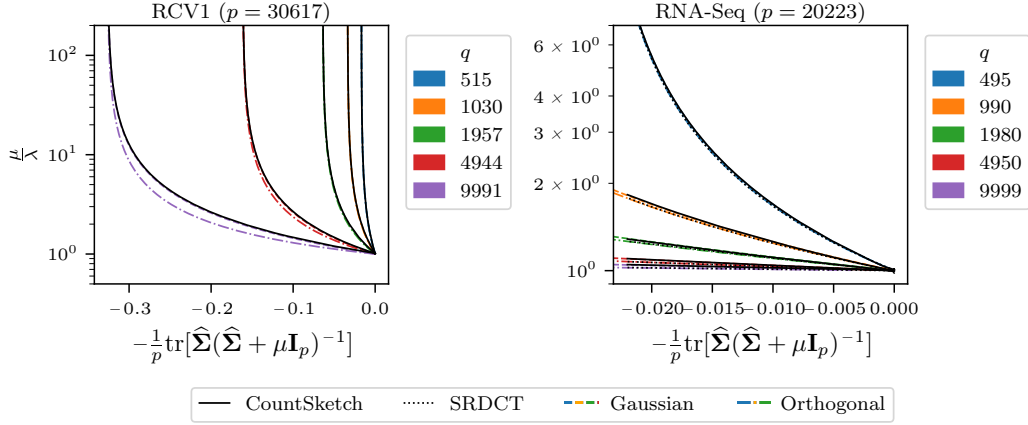 RCV1 (p = 30617)
10²
10¹
10⁰
μ/λ
−0.3
−0.2
−0.1
0.0
−1/p tr[Σ̂(Σ̂ + μI_p)⁻¹]
q
515
1030
1957
4944
9991
RNA-Seq (p = 20223)
6 × 10⁰
4 × 10⁰
3 × 10⁰
2 × 10⁰
10⁰
−0.020
−0.015
−0.010
−0.005
0.000
−1/p tr[Σ̂(Σ̂ + μI_p)⁻¹]
q
495
990
1980
4950
9999
CountSketch
SRDCT
Gaussian
Orthogonal